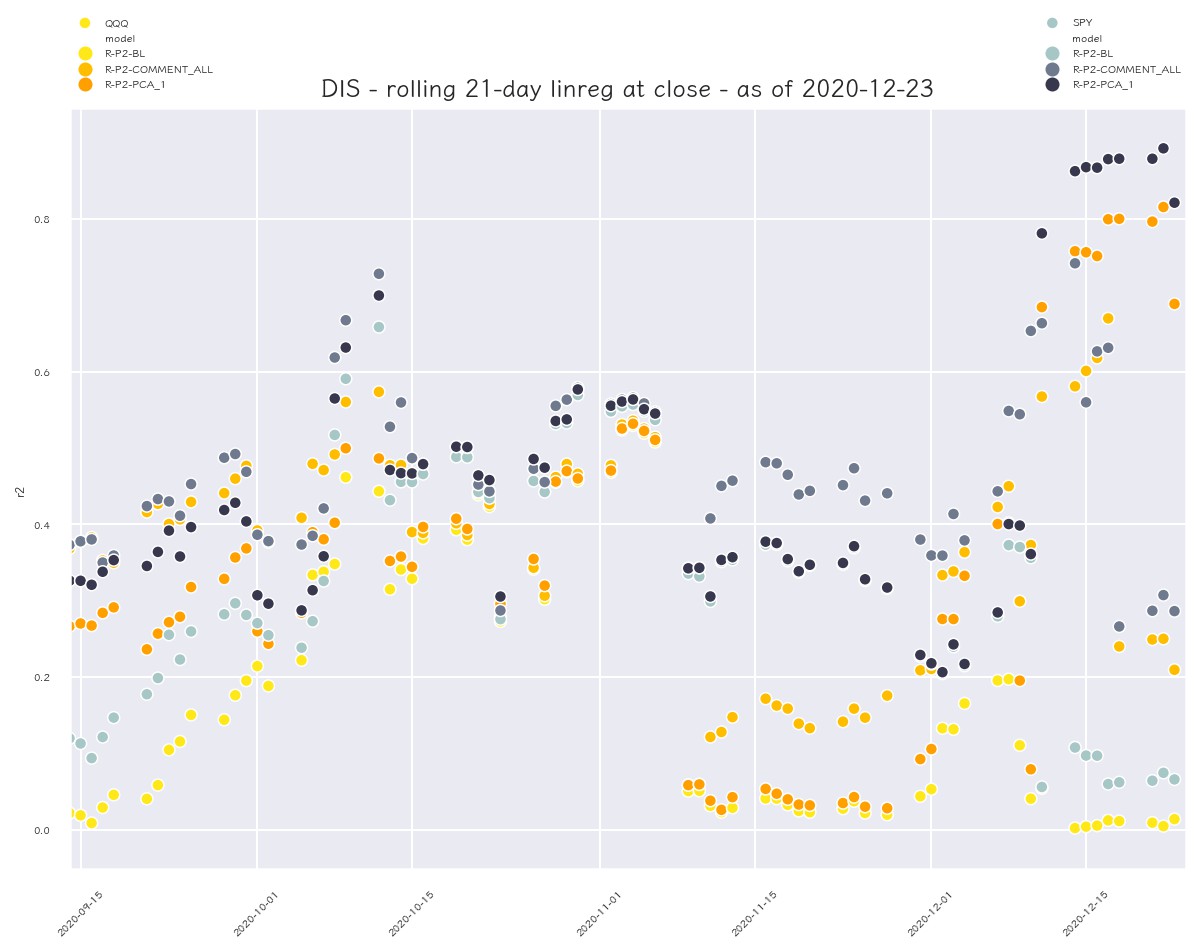 QQQ
model
R-P2-BL
R-P2-COMMENT_ALL
R-P2-PCA_1
SPY
model
R-P2-BL
R-P2-COMMENT_ALL
R-P2-PCA_1
DIS - rolling 21-day linreg at close - as of 2020-12-23
r2
0.8
0.6
0.4
0.2
0.0
2020-09-15
2020-10-01
2020-10-15
2020-11-01
2020-11-15
2020-12-01
2020-12-15